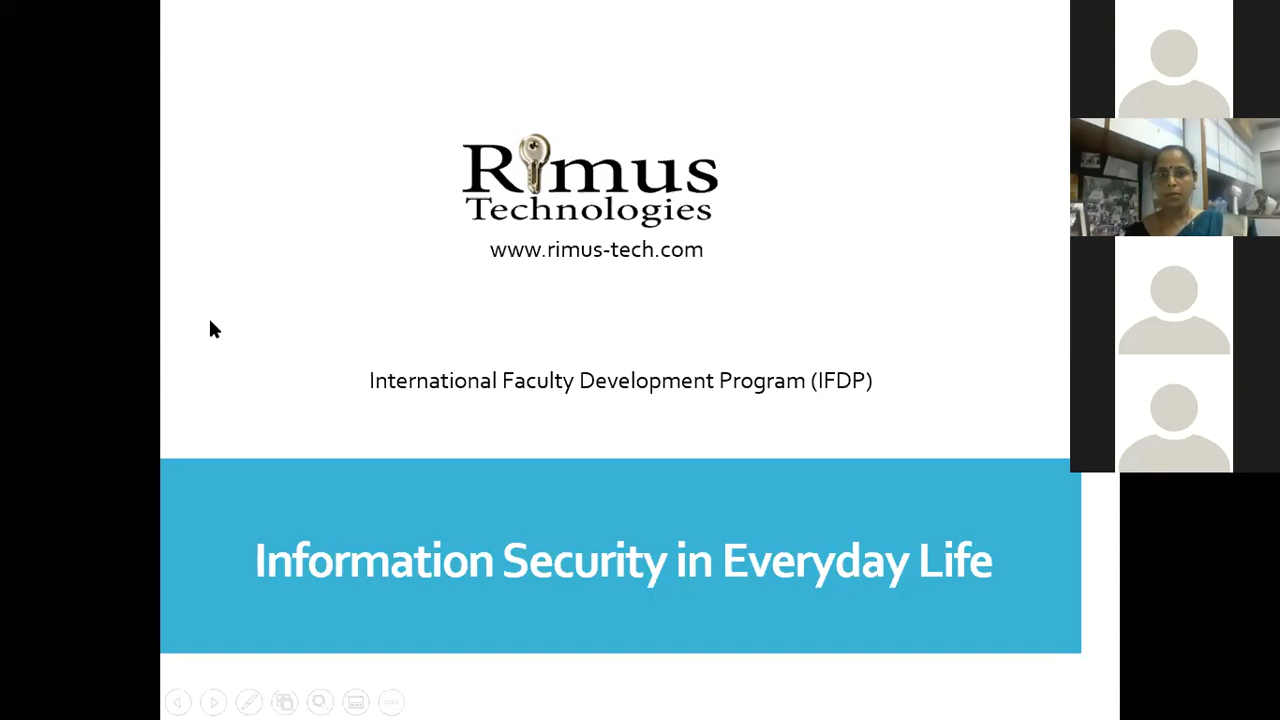 Rimus
Technologies
www.rimus-tech.com
International Faculty Development Program (IFDP)
Information Security in Everyday Life